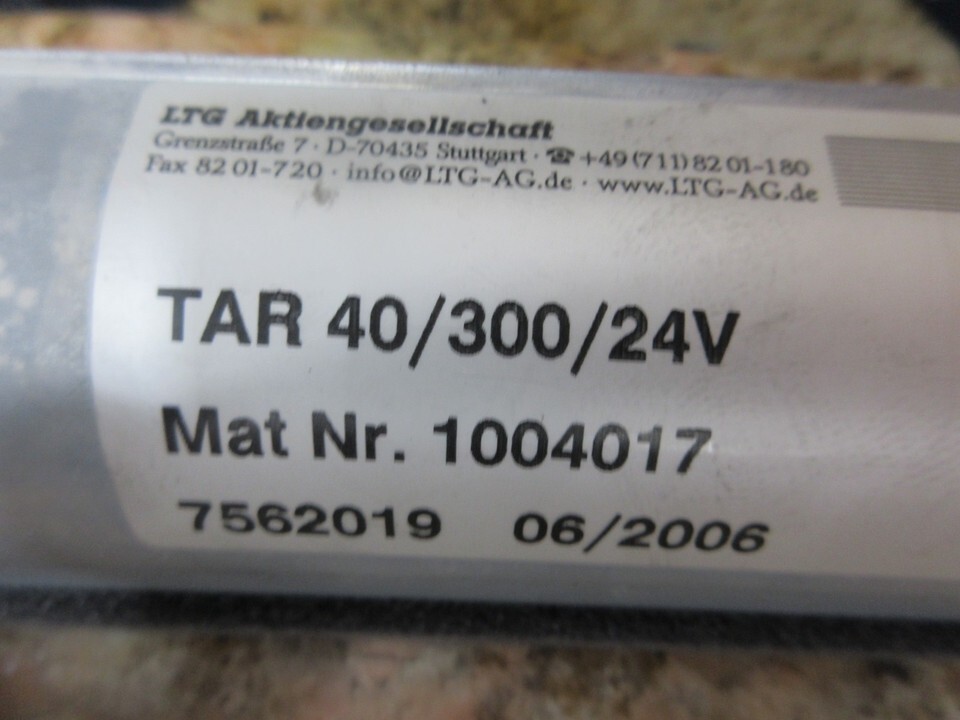 LTG Aktiengesellschaft
Grenzstraße 7 · D-70435 Stuttgart · ☎ +49 (711) 82 01-180
Fax 82 01-720 · info@LTG-AG.de · www.LTG-AG.de
TAR 40/300/24V
Mat Nr. 1004017
7562019 06/2006